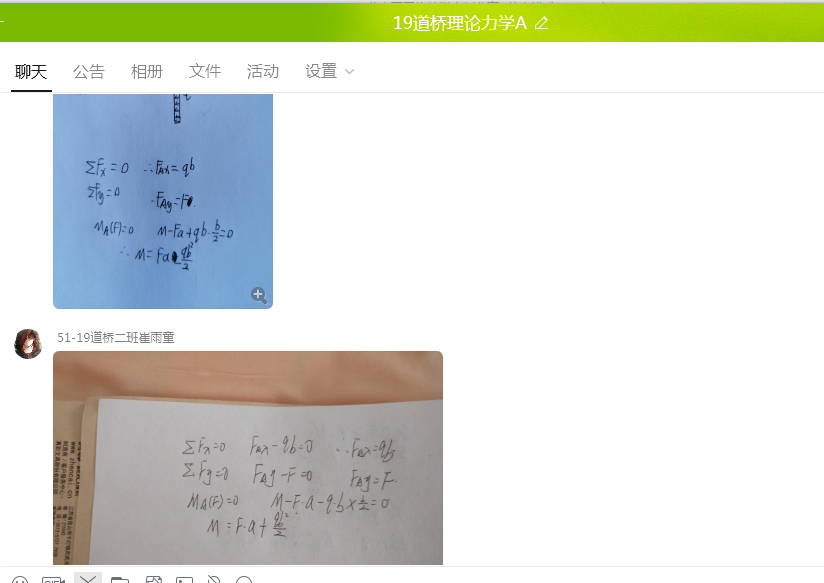 19道桥理论力学A
聊天 公告 相册 文件 活动 设置
q
ΣFx=0 ∴FAx=qb
ΣFy=0 ∴FAy=F
MA(F)=0 M-Fa+qb·b/2=0
∴ M=Fa-qb²/2
51-19道桥二班崔雨童
ΣFx=0 FAx-qb=0 ∴FAx=qb
ΣFy=0 FAy-F=0 FAy=F
MA(F)=0 M-F·a-q·b×b/2=0
M=F·a+qb²/2
www.zhencai.cn